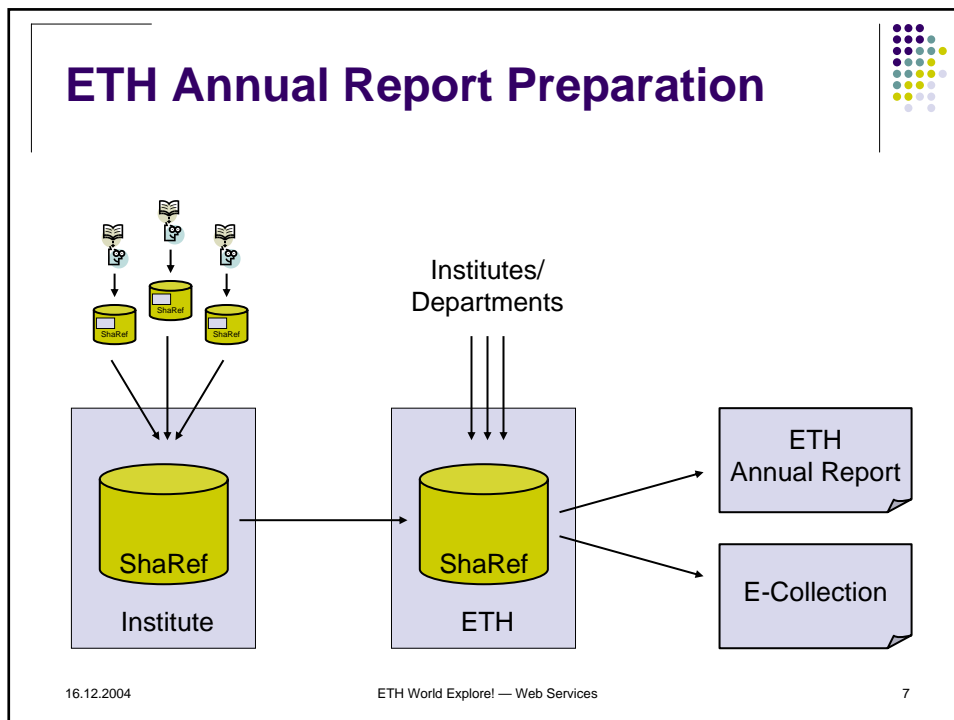 ETH Annual Report Preparation
ShaRef
ShaRef
ShaRef
Institutes/
Departments
ShaRef
Institute
ShaRef
ETH
ETH
Annual Report
E-Collection
16.12.2004
ETH World Explore! — Web Services
7